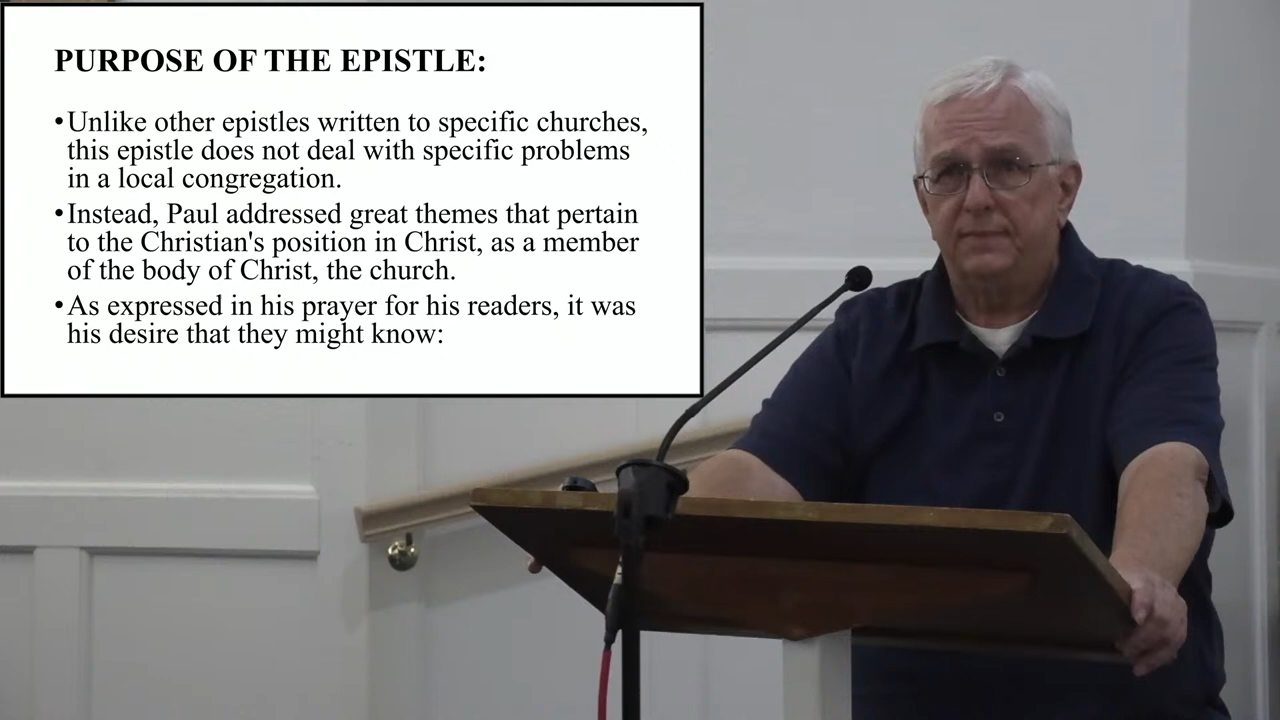 PURPOSE OF THE EPISTLE:
•Unlike other epistles written to specific churches,
this epistle does not deal with specific problems
in a local congregation.
•Instead, Paul addressed great themes that pertain
to the Christian's position in Christ, as a member
of the body of Christ, the church.
•As expressed in his prayer for his readers, it was
his desire that they might know: